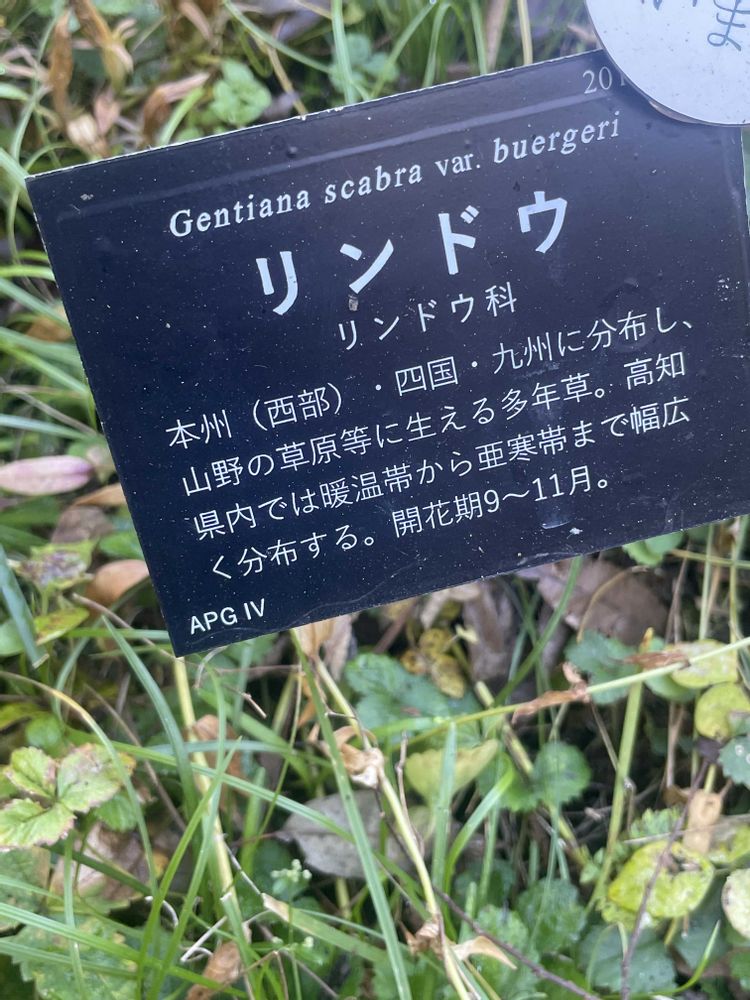 Gentiana scabra var. buergeri
リンドウ
リンドウ科
本州（西部）・四国・九州に分布し、
山野の草原等に生える多年草。高知
県内では暖温帯から亜寒帯まで幅広
く分布する。開花期9〜11月。
APG IV